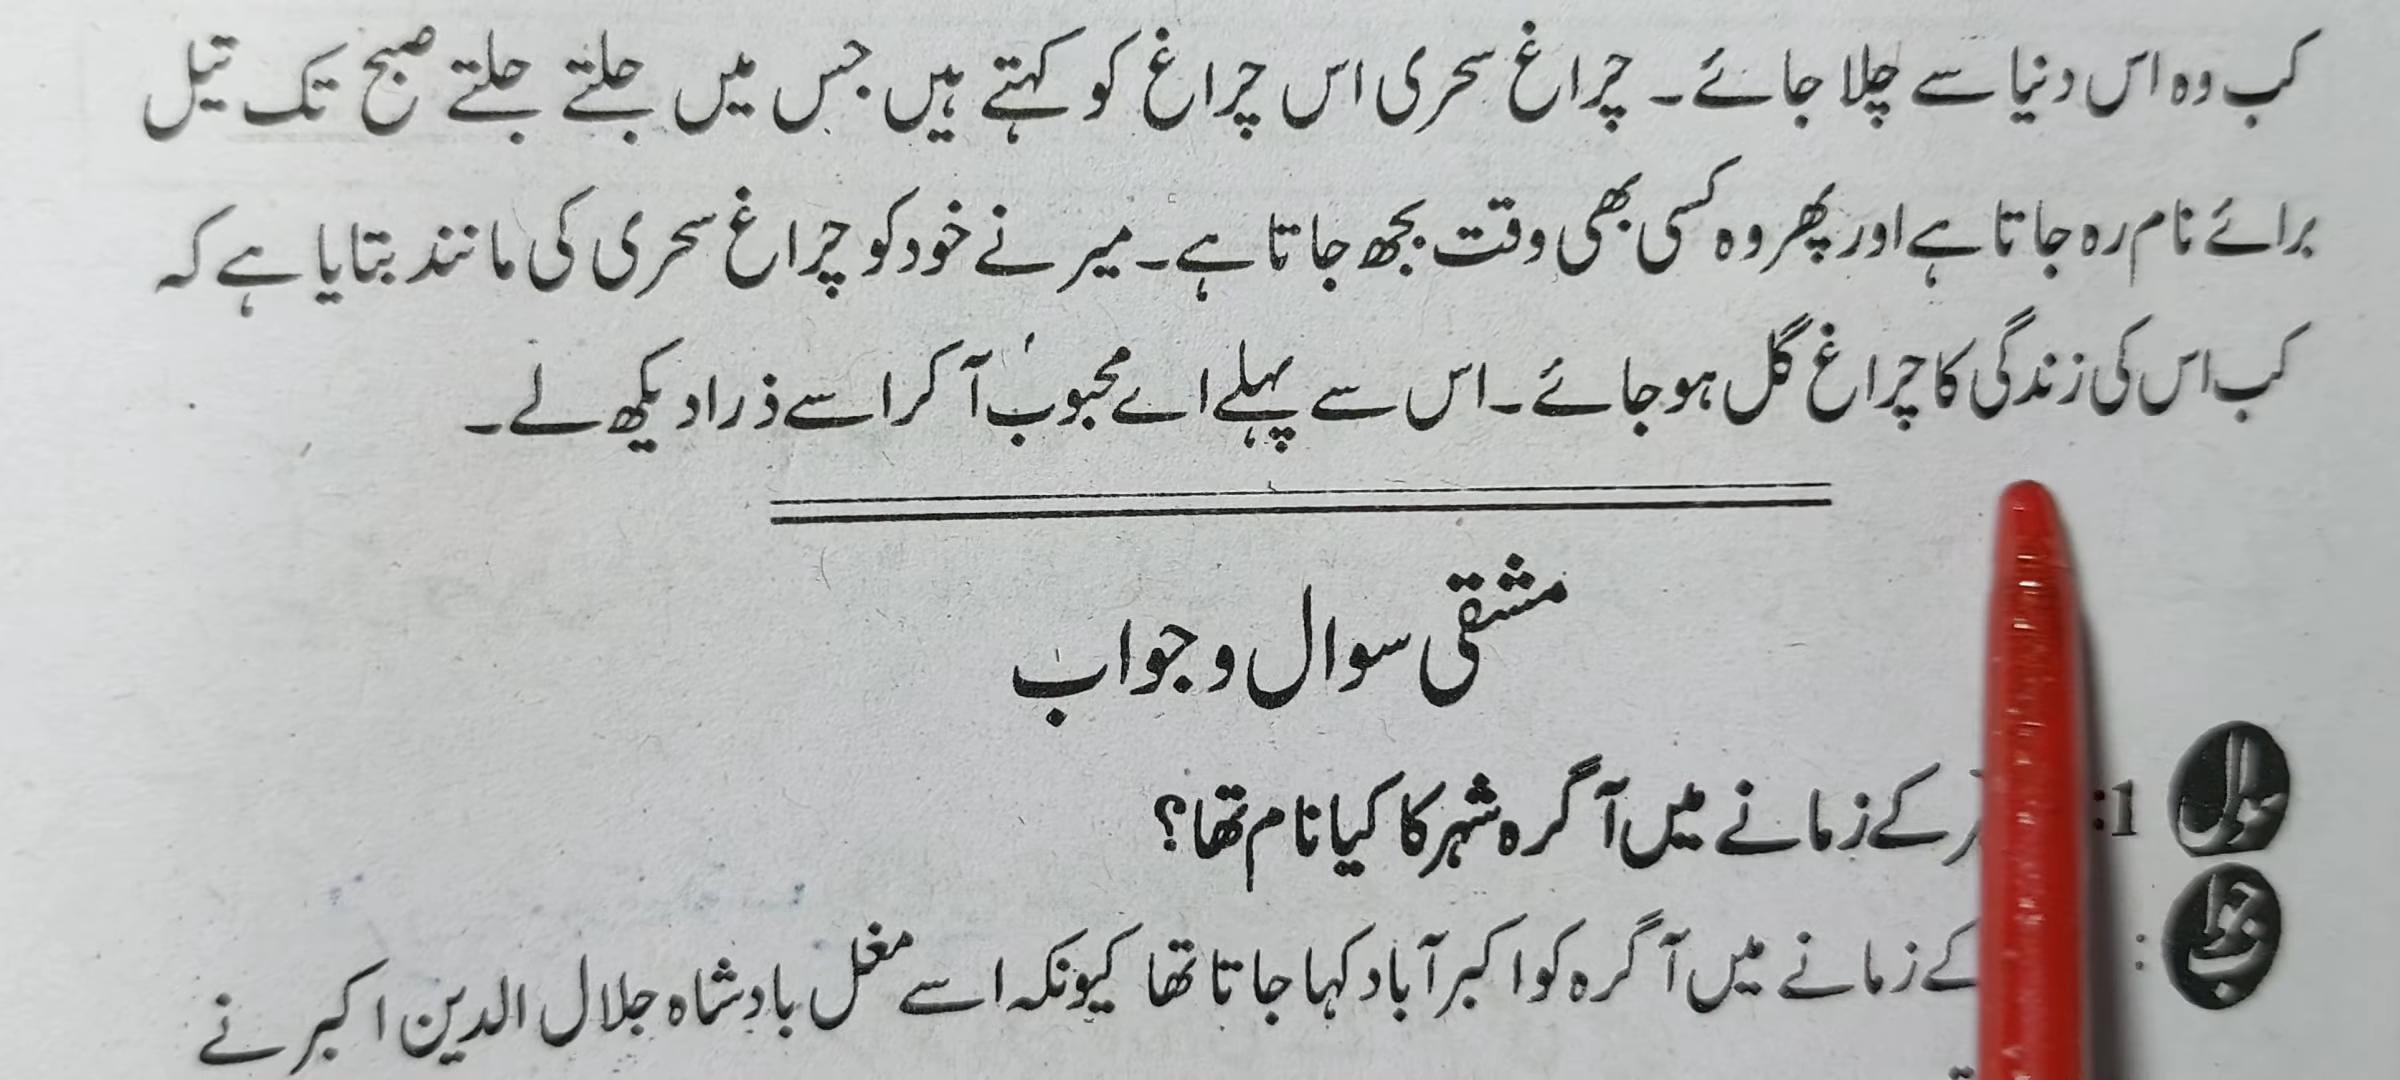 کب وہ اس دنیا سے چلا جائے۔ چراغ سحری اس چراغ کو کہتے ہیں جس میں جلتے جلتے صبح تک تیل
برائے نام رہ جاتا ہے اور پھر وہ کسی بھی وقت بجھ جاتا ہے۔ میر نے خود کو چراغ سحری کی مانند بتایا ہے کہ
کب اس کی زندگی کا چراغ گل ہو جائے۔ اس سے پہلے اے محبوب آ کر اسے ذرا دیکھ لے۔
مشقی سوال و جواب
سوال 1: کے زمانے میں آگرہ شہر کا کیا نام تھا؟
جواب : کے زمانے میں آگرہ کو اکبر آباد کہا جاتا تھا کیونکہ اسے مغل بادشاہ جلال الدین اکبر نے